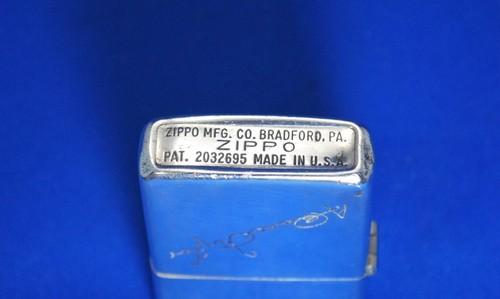 ZIPPO MFG. CO. BRADFORD, PA.
ZIPPO
PAT. 2032695 MADE IN U.S.A.